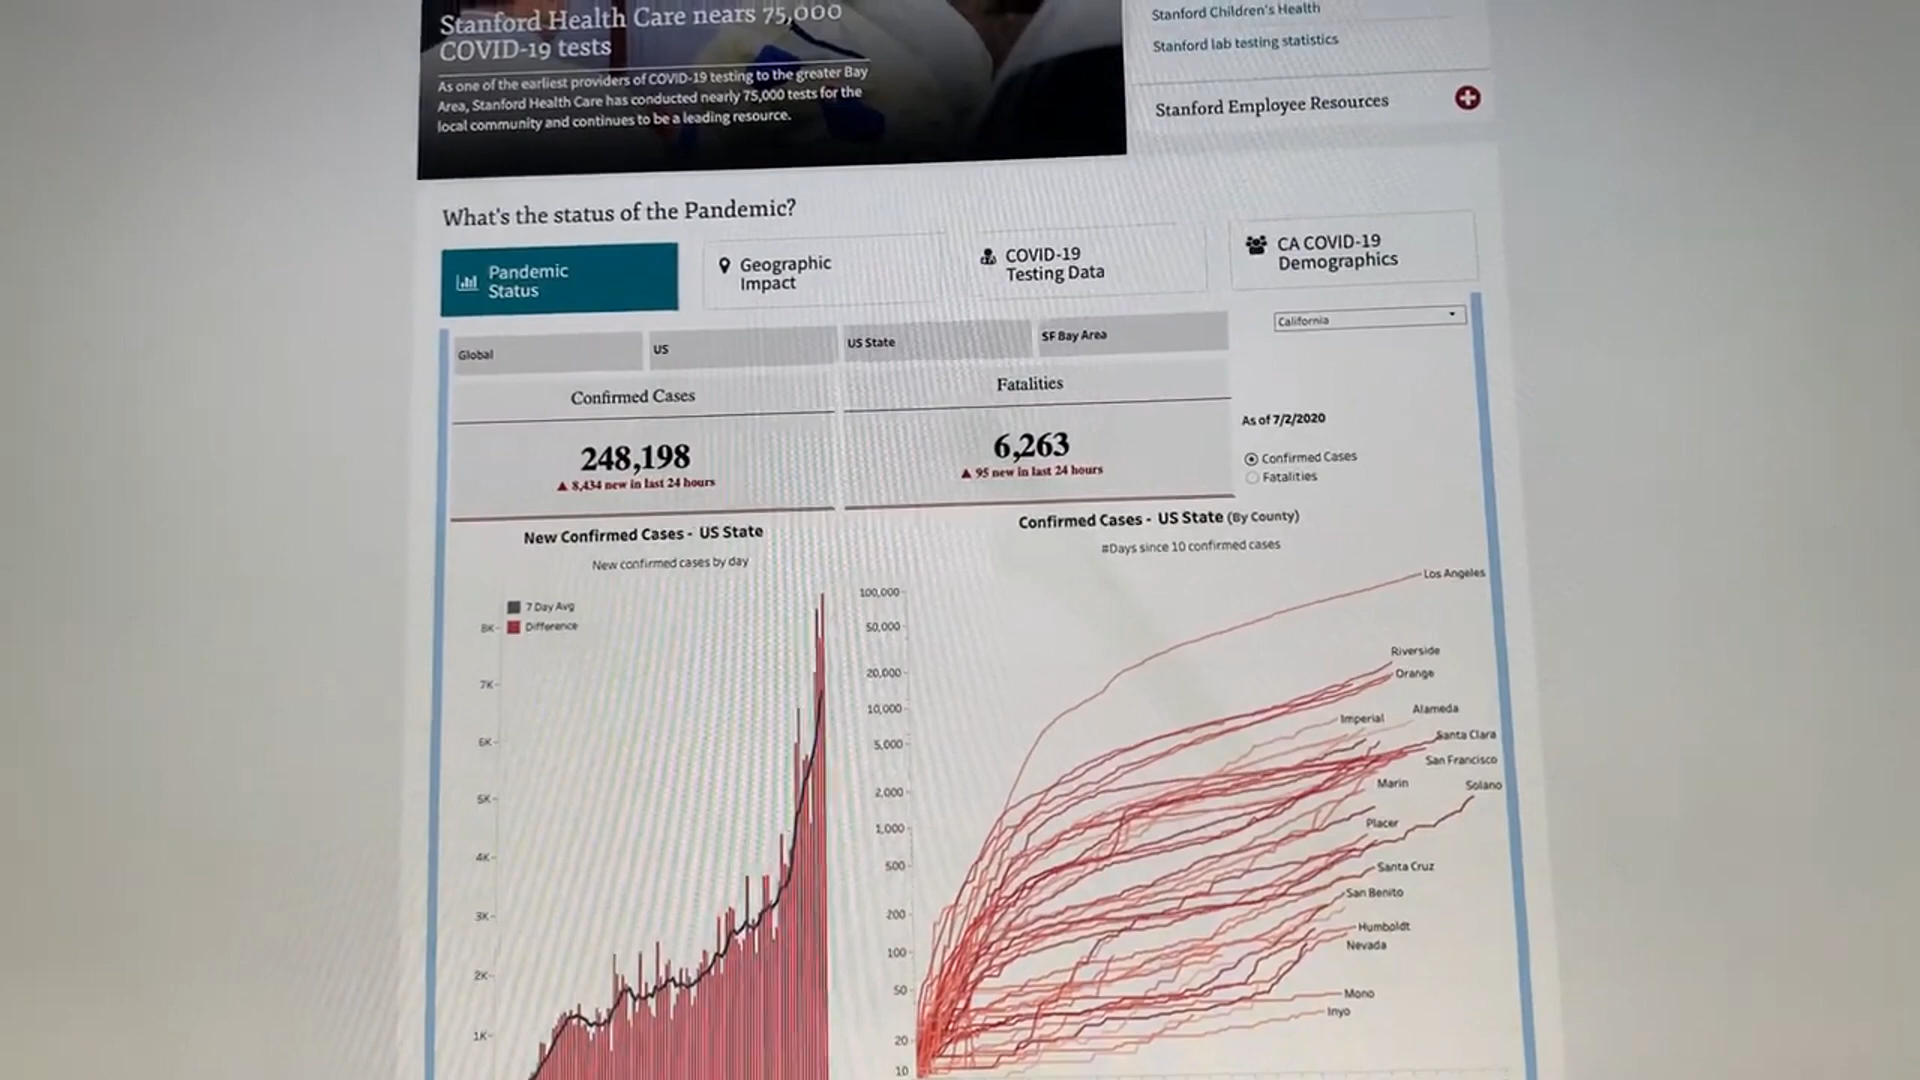 Stanford Health Care nears 75,000
COVID-19 tests
As one of the earliest providers of COVID-19 testing to the greater Bay
Area, Stanford Health Care has conducted nearly 75,000 tests for the
local community and continues to be a leading resource.
Stanford Children's Health
Stanford lab testing statistics
Stanford Employee Resources
What's the status of the Pandemic?
Pandemic
Status
Geographic
Impact
COVID-19
Testing Data
CA COVID-19
Demographics
California
Global
US
US State
SF Bay Area
Confirmed Cases
Fatalities
248,198
▲ 8,434 new in last 24 hours
6,263
▲ 95 new in last 24 hours
As of 7/2/2020
Confirmed Cases
Fatalities
New Confirmed Cases - US State
New confirmed cases by day
7 Day Avg
Difference
8K
7K
6K
5K
4K
3K
2K
1K
Confirmed Cases - US State (By County)
#Days since 10 confirmed cases
100,000
50,000
20,000
10,000
5,000
2,000
1,000
500
200
100
50
20
10
Los Angeles
Riverside
Orange
Alameda
Imperial
Santa Clara
San Francisco
Marin
Solano
Placer
Santa Cruz
San Benito
Humboldt
Nevada
Mono
Inyo